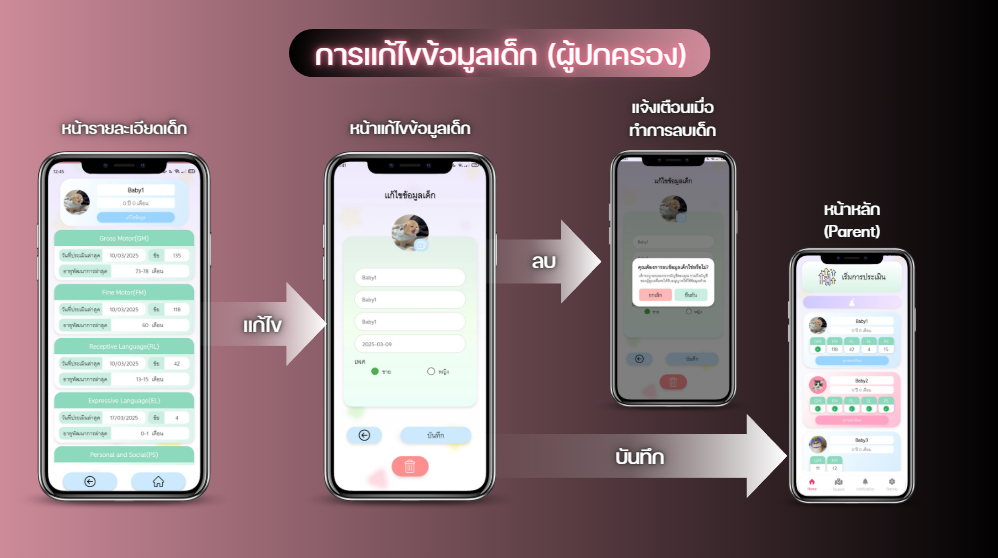 การแก้ไขข้อมูลเด็ก (ผู้ปกครอง)
หน้ารายละเอียดเด็ก
หน้าแก้ไขข้อมูลเด็ก
แจ้งเตือนเมื่อ
ทำการลบเด็ก
หน้าหลัก
(Parent)
12:45
Baby1
0 ปี 0 เดือน
แก้ไขข้อมูล
Gross Motor(GM)
วันที่ประเมินล่าสุด 10/03/2025 ข้อ 135
อายุพัฒนาการล่าสุด 73-78 เดือน
Fine Motor(FM)
วันที่ประเมินล่าสุด 10/03/2025 ข้อ 118
อายุพัฒนาการล่าสุด 60 เดือน
Receptive Language(RL)
วันที่ประเมินล่าสุด 10/03/2025 ข้อ 42
อายุพัฒนาการล่าสุด 13-15 เดือน
Expressive Language(EL)
วันที่ประเมินล่าสุด 17/03/2025 ข้อ 4
อายุพัฒนาการล่าสุด 0-1 เดือน
Personal and Social(PS)
แก้ไข
แก้ไขข้อมูลเด็ก
Baby1
Baby1
Baby1
2025-03-09
เพศ
ชาย หญิง
บันทึก
ลบ
แก้ไขข้อมูลเด็ก
Baby1
คุณต้องการลบข้อมูลเด็กใช่หรือไม่?
ยกเลิก ยืนยัน
ชาย หญิง
บันทึก
บันทึก
เริ่มการประเมิน
Baby1
0 ปี 0 เดือน
GM FM RL EL PS
118 42 4 15
Baby2
0 ปี 0 เดือน
GM FM RL EL PS
Baby3
0 ปี 0 เดือน
GM FM